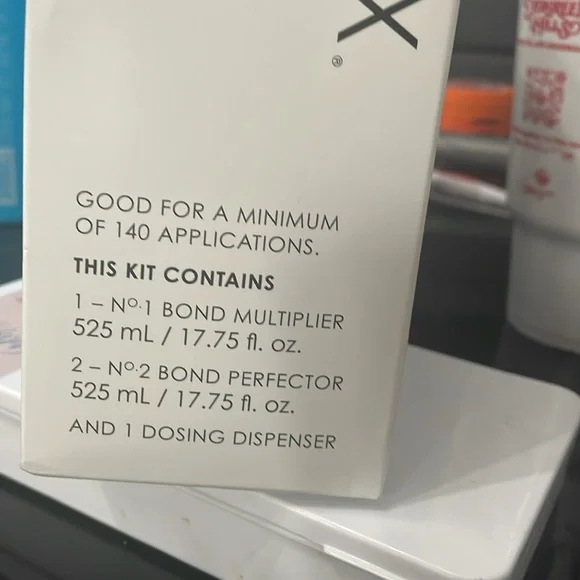 X
®
GOOD FOR A MINIMUM
OF 140 APPLICATIONS.
THIS KIT CONTAINS
1 – Nº.1 BOND MULTIPLIER
525 mL / 17.75 fl. oz.
2 – Nº.2 BOND PERFECTOR
525 mL / 17.75 fl. oz.
AND 1 DOSING DISPENSER